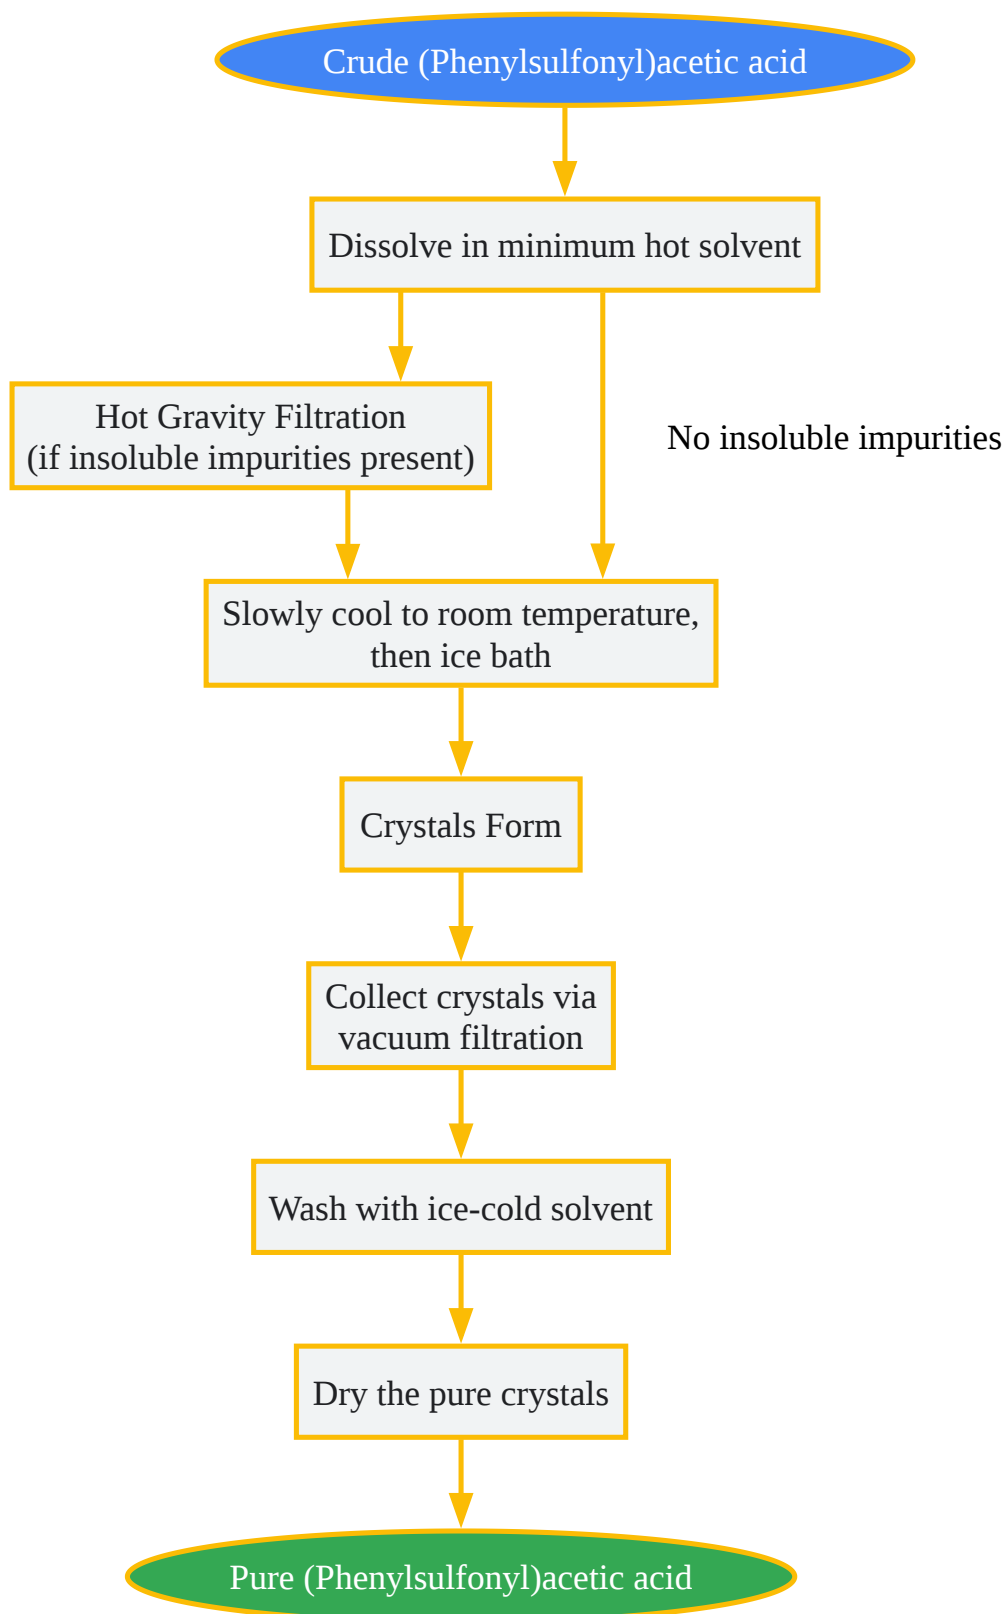 Crude (Phenylsulfonyl)acetic acid
Dissolve in minimum hot solvent
Hot Gravity Filtration
(if insoluble impurities present)
No insoluble impurities
Slowly cool to room temperature,
then ice bath
Crystals Form
Collect crystals via
vacuum filtration
Wash with ice-cold solvent
Dry the pure crystals
Pure (Phenylsulfonyl)acetic acid